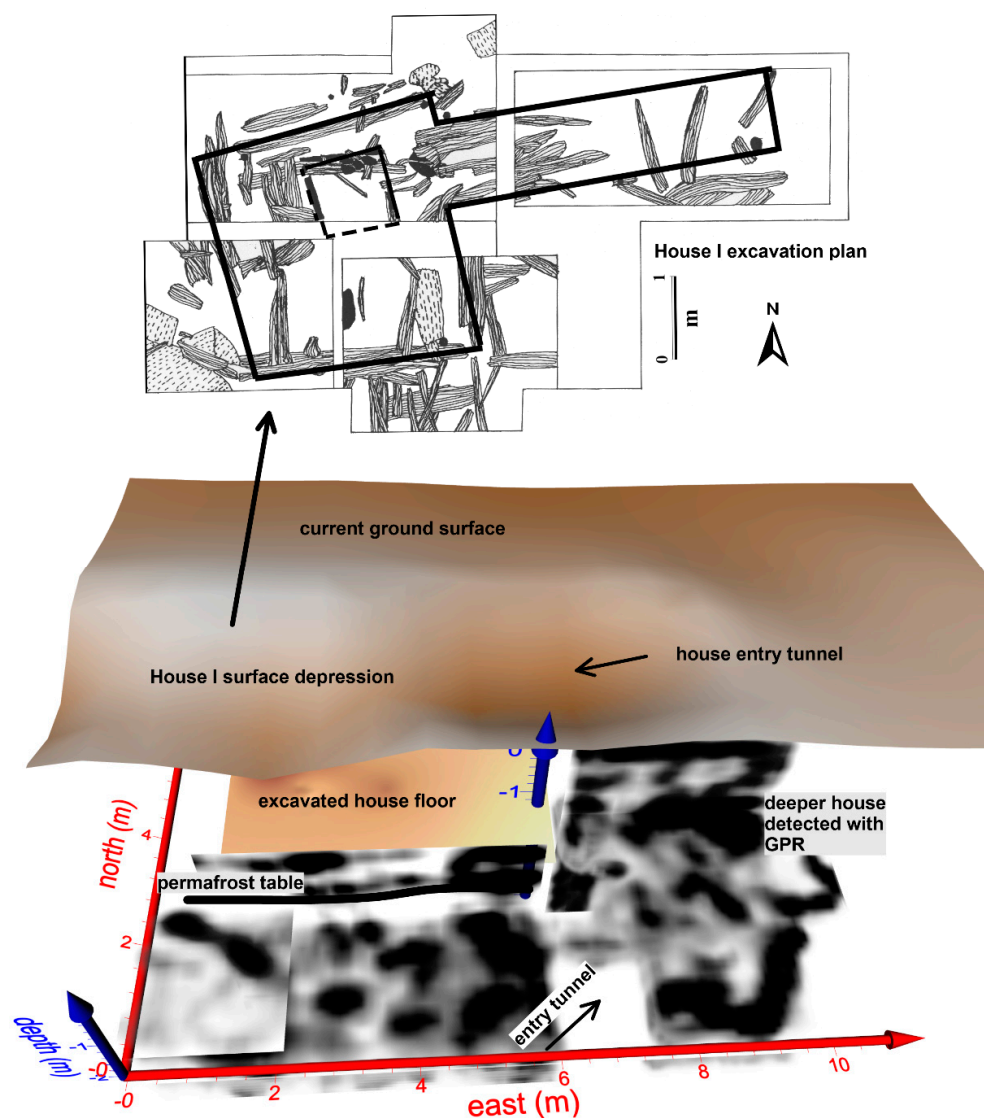 House I excavation plan
1
m
0
N
current ground surface
house entry tunnel
House I surface depression
0
-1
excavated house floor
deeper house
detected with
GPR
north (m)
4
permafrost table
2
entry tunnel
depth (m)
-1
-2
-0
-0
2
4
6
8
10
east (m)